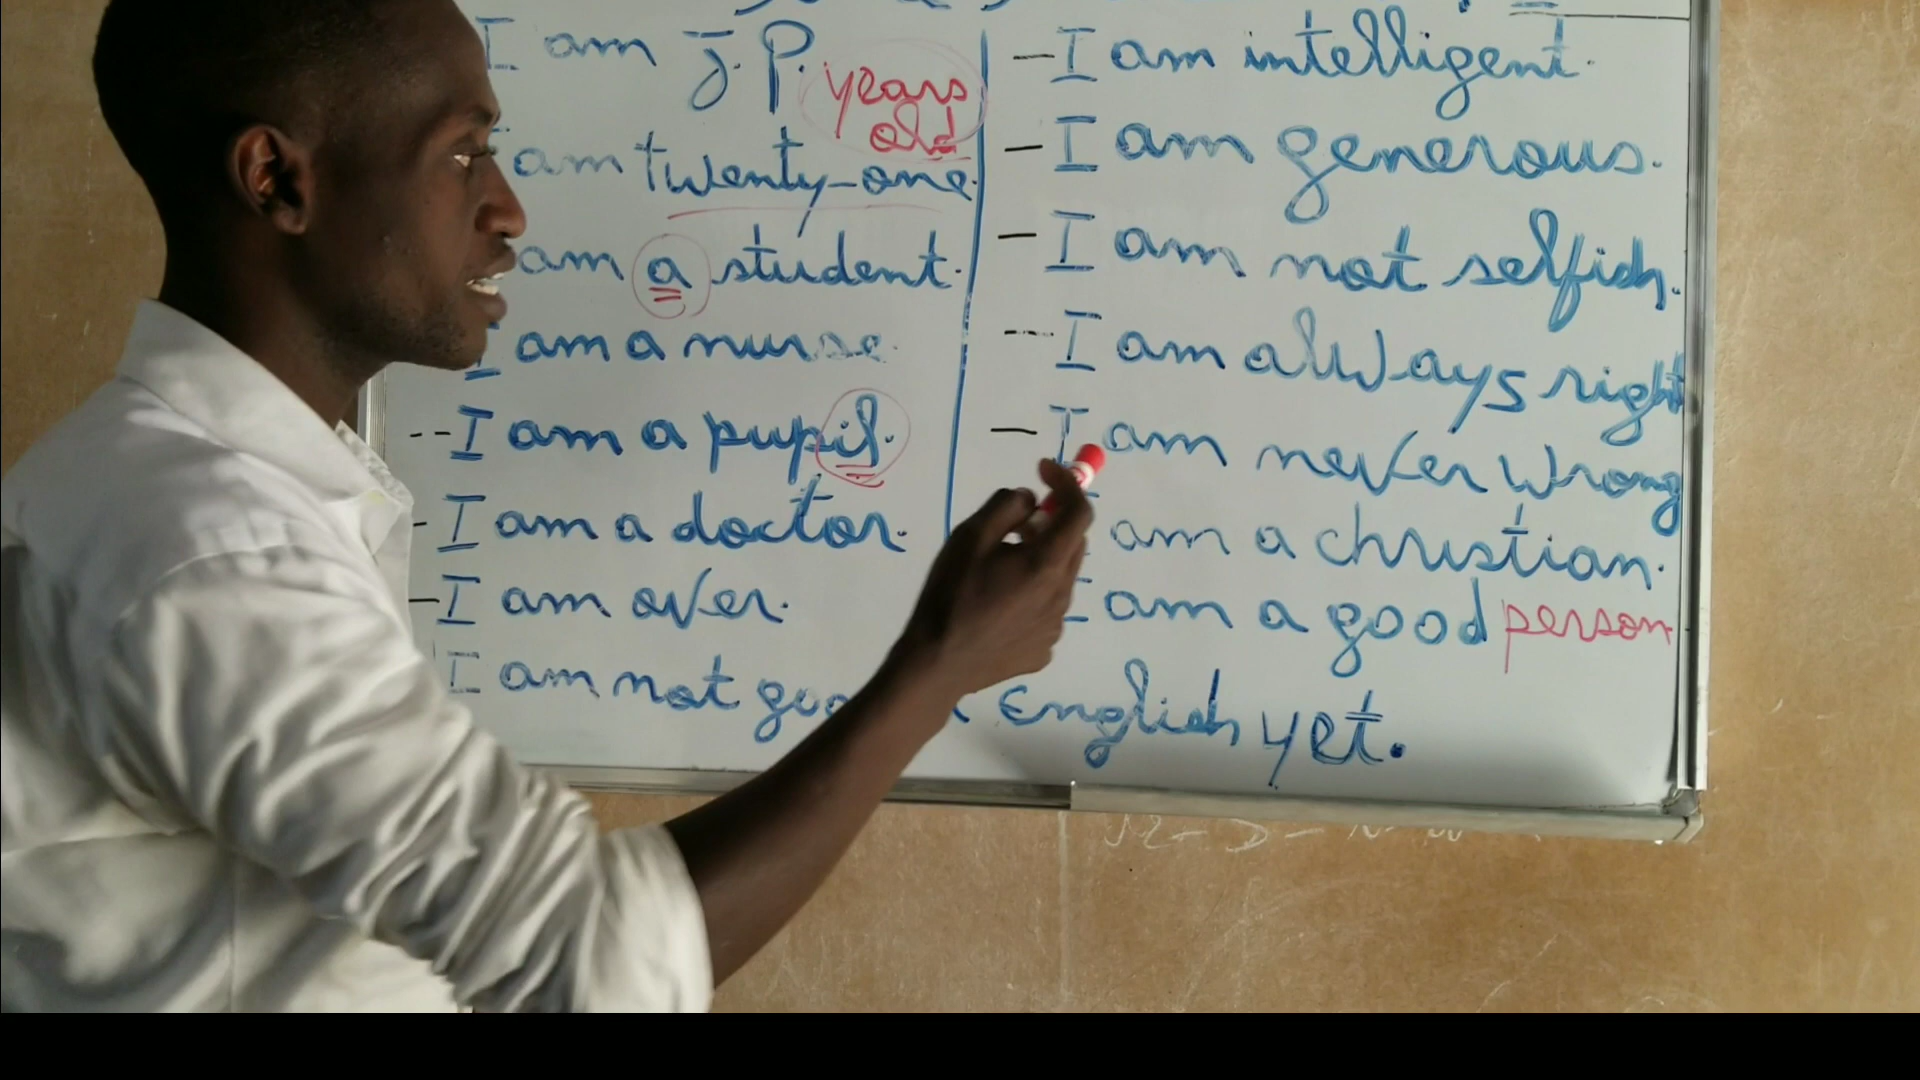 I am J.P.
years
old
am twenty-one.
am a student.
I am a nurse.
--I am a pupil.
-I am a doctor.
-I am over.
I am not English yet.
-I am intelligent.
-I am generous.
-I am not selfish.
-I am always right
-I am never wrong
am a christian.
I am a good person